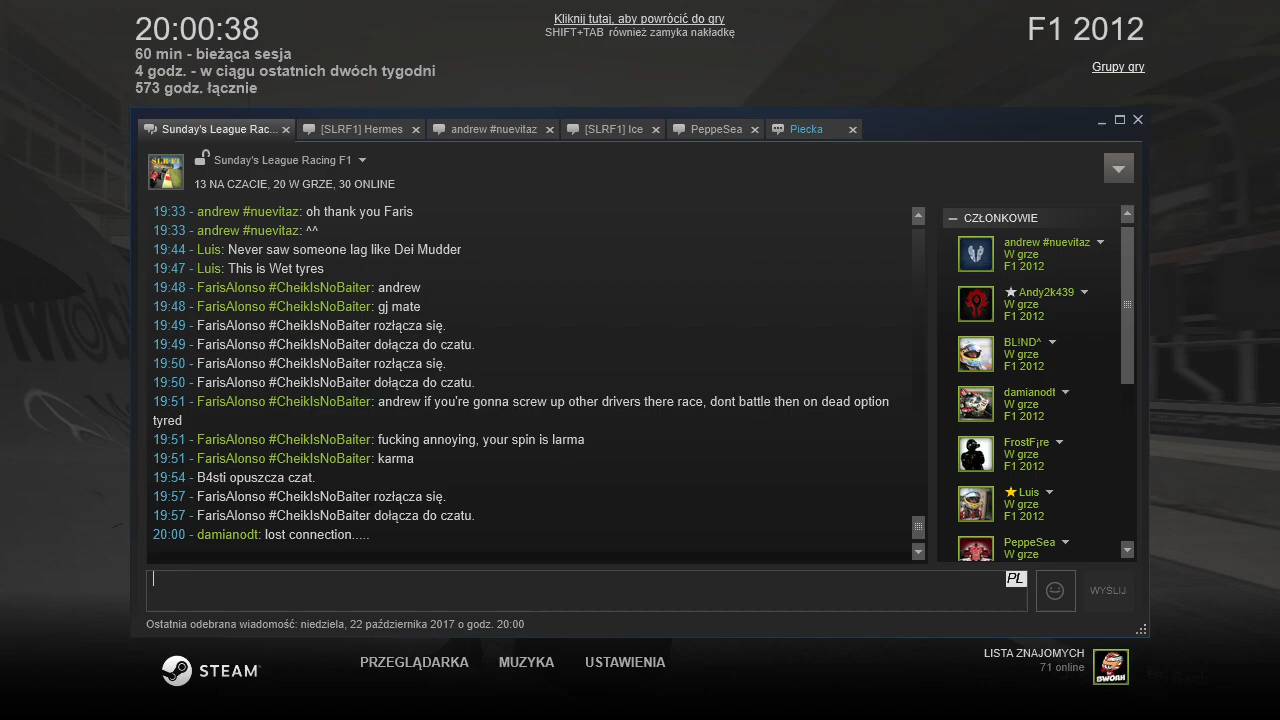 20:00:38
60 min - bieżąca sesja
4 godz. - w ciągu ostatnich dwóch tygodni
573 godz. łącznie
Kliknij tutaj, aby powrócić do gry
SHIFT+TAB również zamyka nakładkę
F1 2012
Grupy gry
Sunday's League Rac...
[SLRF1] Hermes
andrew #nuevitaz
[SLRF1] Ice
PeppeSea
Piecka
SLR F1
Sunday's League Racing F1
13 NA CZACIE, 20 W GRZE, 30 ONLINE
19:33 - andrew #nuevitaz: oh thank you Faris
19:33 - andrew #nuevitaz: ^^
19:44 - Luis: Never saw someone lag like Dei Mudder
19:47 - Luis: This is Wet tyres
19:48 - FarisAlonso #CheikIsNoBaiter: andrew
19:48 - FarisAlonso #CheikIsNoBaiter: gj mate
19:49 - FarisAlonso #CheikIsNoBaiter rozłącza się.
19:49 - FarisAlonso #CheikIsNoBaiter dołącza do czatu.
19:50 - FarisAlonso #CheikIsNoBaiter rozłącza się.
19:50 - FarisAlonso #CheikIsNoBaiter dołącza do czatu.
19:51 - FarisAlonso #CheikIsNoBaiter: andrew if you're gonna screw up other drivers there race, dont battle then on dead option
tyred
19:51 - FarisAlonso #CheikIsNoBaiter: fucking annoying, your spin is larma
19:51 - FarisAlonso #CheikIsNoBaiter: karma
19:54 - B4sti opuszcza czat.
19:57 - FarisAlonso #CheikIsNoBaiter rozłącza się.
19:57 - FarisAlonso #CheikIsNoBaiter dołącza do czatu.
20:00 - damianodt: lost connection.....
CZŁONKOWIE
andrew #nuevitaz
W grze
F1 2012
Andy2k439
W grze
F1 2012
BL!ND^
W grze
F1 2012
damianodt
W grze
F1 2012
FrostF¡re
W grze
F1 2012
Luis
W grze
F1 2012
PeppeSea
W grze
PL
WYŚLIJ
Ostatnia odebrana wiadomość: niedziela, 22 października 2017 o godz. 20:00
STEAM
PRZEGLĄDARKA
MUZYKA
USTAWIENIA
LISTA ZNAJOMYCH
71 online
BWOAH